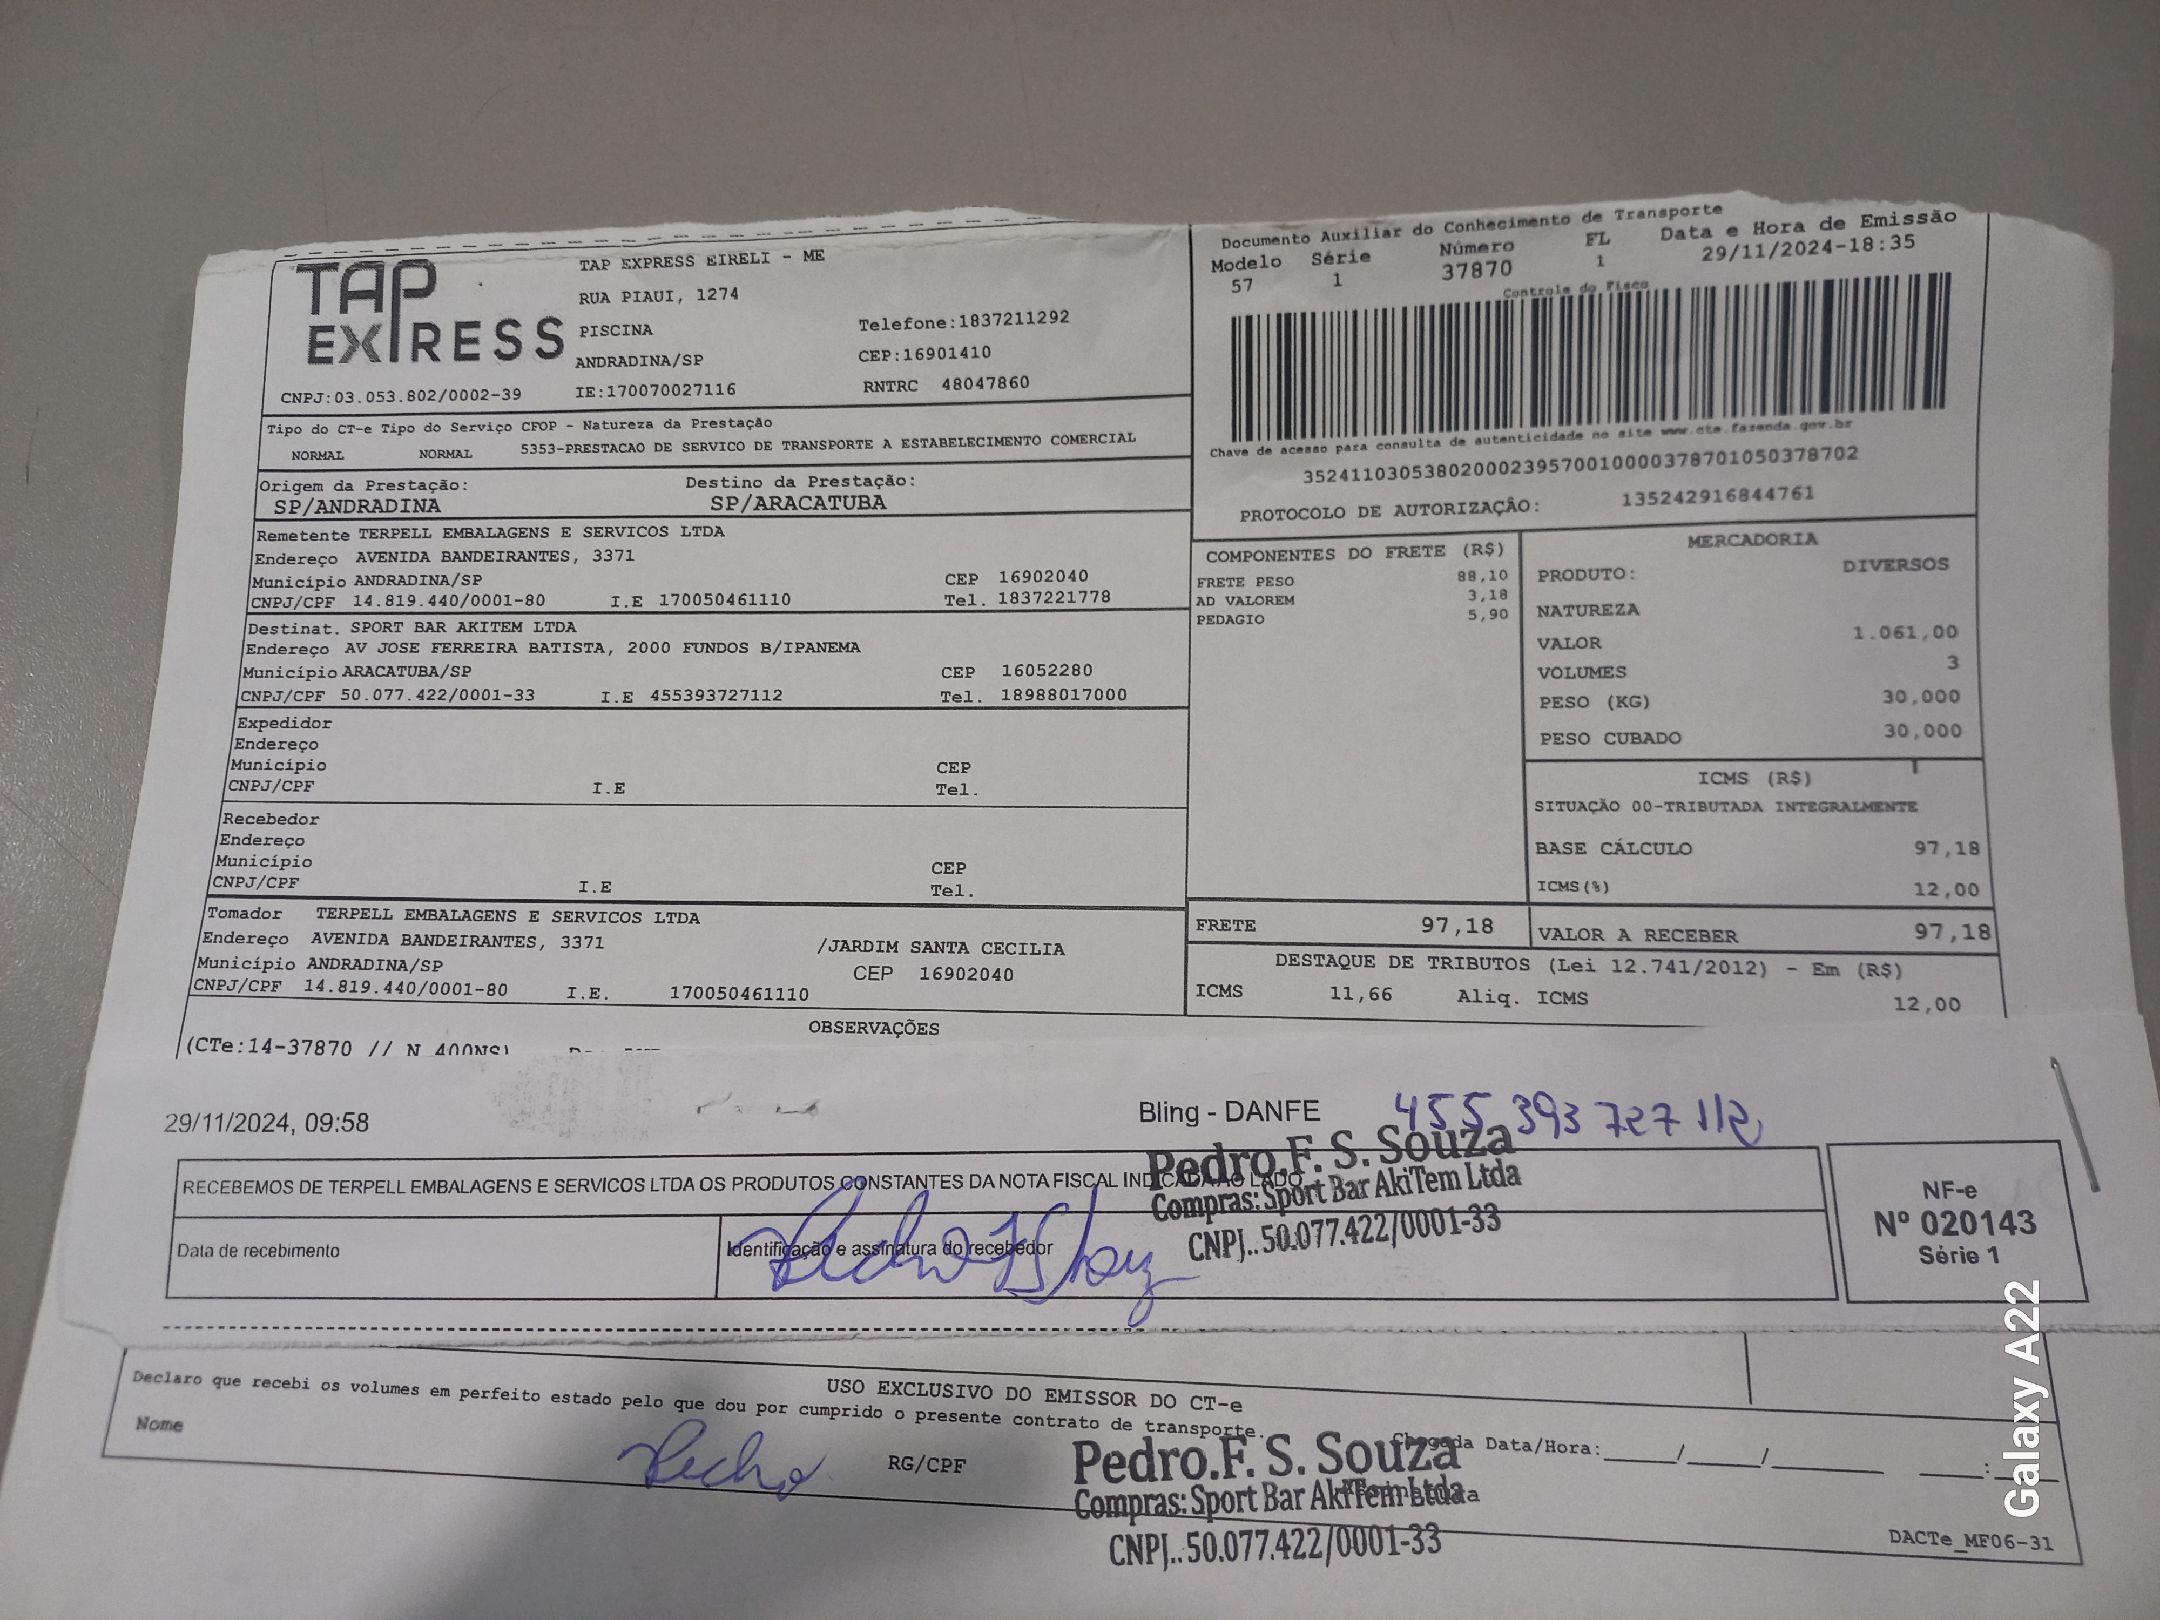 TAP EXPRESS
TAP EXPRESS EIRELI - ME
RUA PIAUI, 1274
PISCINA Telefone:1837211292
ANDRADINA/SP CEP:16901410
CNPJ:03.053.802/0002-39 IE:170070027116 RNTRC 48047860
Documento Auxiliar do Conhecimento de Transporte
Modelo Série Número FL Data e Hora de Emissão
57 1 37870 1 29/11/2024-18:35
Controle do Fisco
Chave de acesso para consulta de autenticidade no site www.cte.fazenda.gov.br
35241103053802000239570010000378701050378702
PROTOCOLO DE AUTORIZAÇÂO: 135242916844761
Tipo do CT-e Tipo do Serviço CFOP - Natureza da Prestação
NORMAL NORMAL 5353-PRESTACAO DE SERVICO DE TRANSPORTE A ESTABELECIMENTO COMERCIAL
Origem da Prestação: Destino da Prestação:
SP/ANDRADINA SP/ARACATUBA
Remetente TERPELL EMBALAGENS E SERVICOS LTDA
Endereço AVENIDA BANDEIRANTES, 3371
Município ANDRADINA/SP CEP 16902040
CNPJ/CPF 14.819.440/0001-80 I.E 170050461110 Tel. 1837221778
Destinat. SPORT BAR AKITEM LTDA
Endereço AV JOSE FERREIRA BATISTA, 2000 FUNDOS B/IPANEMA
Município ARACATUBA/SP CEP 16052280
CNPJ/CPF 50.077.422/0001-33 I.E 455393727112 Tel. 18988017000
Expedidor
Endereço
Município CEP
CNPJ/CPF I.E Tel.
Recebedor
Endereço
Município CEP
CNPJ/CPF I.E Tel.
Tomador TERPELL EMBALAGENS E SERVICOS LTDA
Endereço AVENIDA BANDEIRANTES, 3371 /JARDIM SANTA CECILIA
Município ANDRADINA/SP CEP 16902040
CNPJ/CPF 14.819.440/0001-80 I.E. 170050461110
COMPONENTES DO FRETE (R$)
FRETE PESO 88,10
AD VALOREM 3,18
PEDAGIO 5,90
MERCADORIA
PRODUTO: DIVERSOS
NATUREZA
VALOR 1.061,00
VOLUMES 3
PESO (KG) 30,000
PESO CUBADO 30,000
ICMS (R$)
SITUAÇÃO 00-TRIBUTADA INTEGRALMENTE
BASE CÁLCULO 97,18
ICMS(%) 12,00
FRETE 97,18 VALOR A RECEBER 97,18
DESTAQUE DE TRIBUTOS (Lei 12.741/2012) - Em (R$)
ICMS 11,66 Aliq. ICMS 12,00
OBSERVAÇÕES
(CTe:14-37870 // N 400NS)
29/11/2024, 09:58 Bling - DANFE 455 393 727 112
Pedro.F. S. Souza
Compras: Sport Bar AkiTem Ltda
CNPJ..50.077.422/0001-33
RECEBEMOS DE TERPELL EMBALAGENS E SERVICOS LTDA OS PRODUTOS CONSTANTES DA NOTA FISCAL INDICADA AO LADO
Data de recebimento Identificação e assinatura do recebedor
NF-e
Nº 020143
Série 1
USO EXCLUSIVO DO EMISSOR DO CT-e
Declaro que recebi os volumes em perfeito estado pelo que dou por cumprido o presente contrato de transporte.
Nome Pedro RG/CPF Chegada Data/Hora: ____/____/______ ____:____
Pedro.F. S. Souza
Compras: Sport Bar AkiTem Ltda
CNPJ..50.077.422/0001-33
DACTe_MF06-31
Galaxy A22